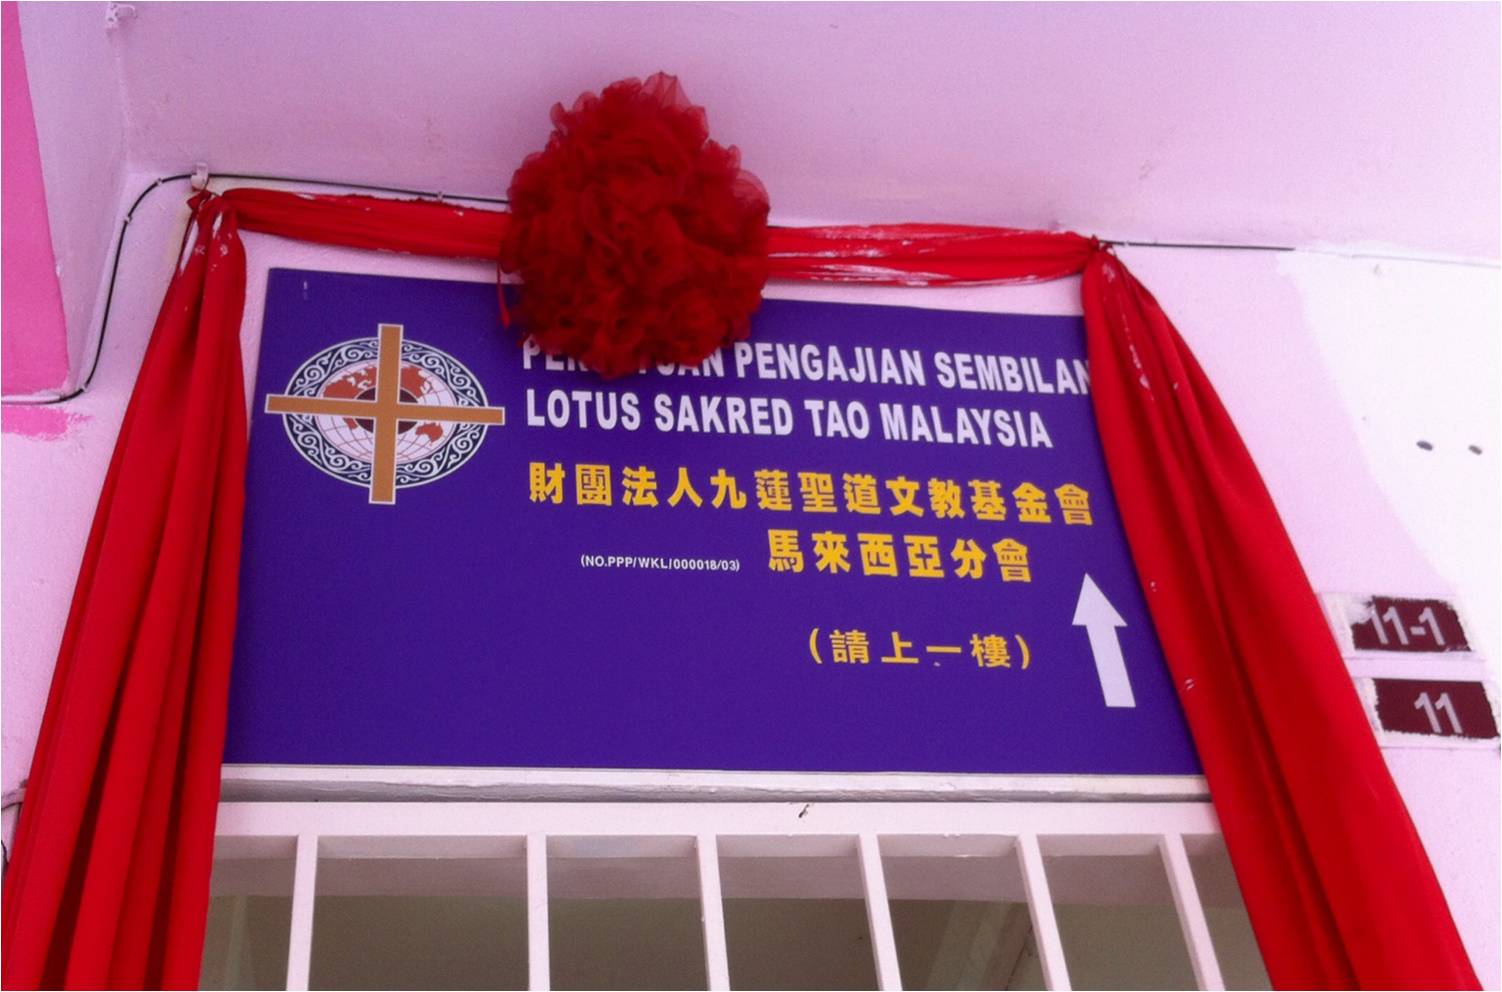 PENGAJIAN SEMBILAN
LOTUS SAKRED TAO MALAYSIA
財團法人九蓮聖道文教基金會
(NO.PPP/WKL/000018/03) 馬來西亞分會
(請上一樓)
11-1
11